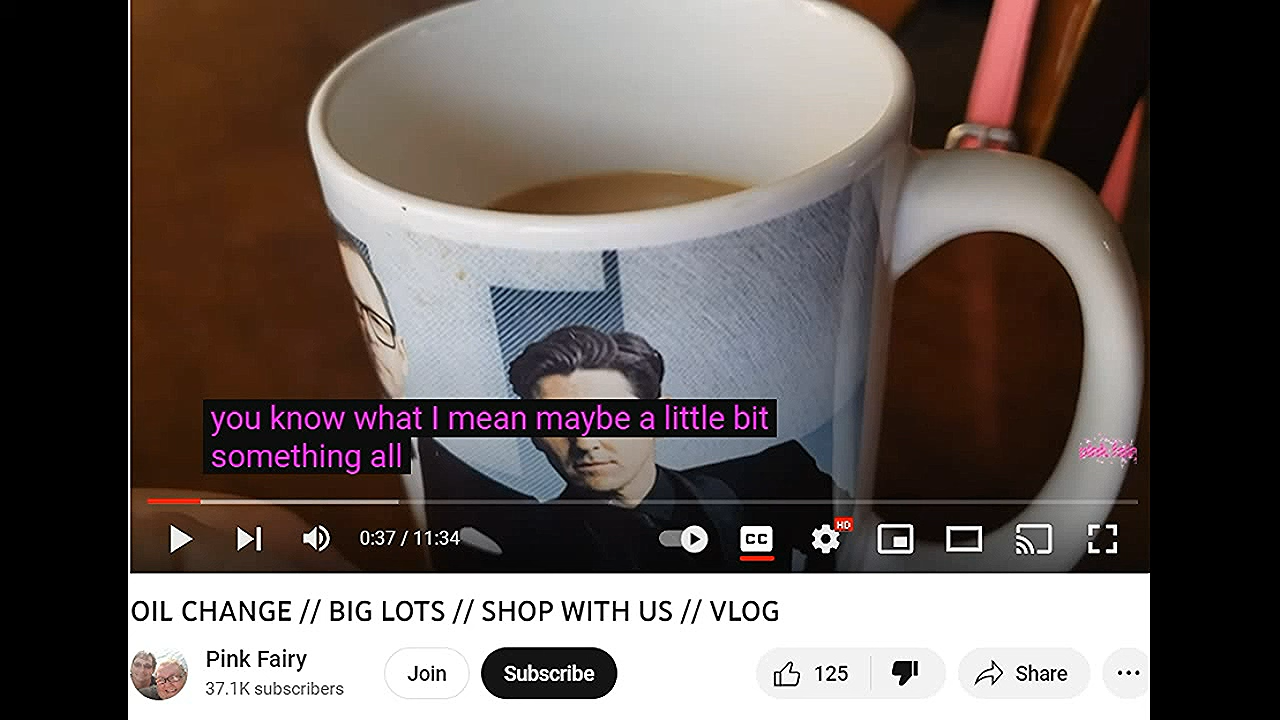 you know what I mean maybe a little bit
something all
0:37 / 11:34
CC
HD
OIL CHANGE // BIG LOTS // SHOP WITH US // VLOG
Pink Fairy
37.1K subscribers
Join
Subscribe
125
Share